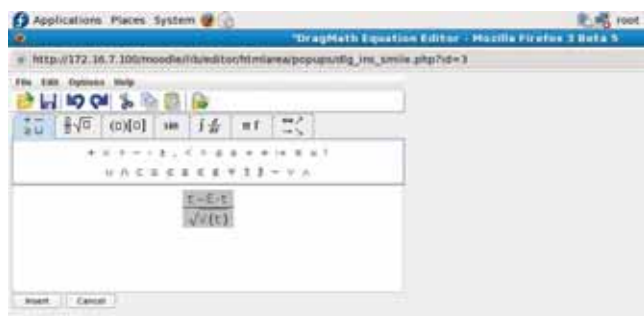 Applications Places System root
"DragMath Equation Editor - Mozilla Firefox 3 Beta 5
http://172.16.7.100/moodle/lib/editor/htmlarea/popups/dlg_ins_smile.php?id=3
File Edit Options Help
(□)[□] sin
t-E-t
√√(t)
Insert Cancel